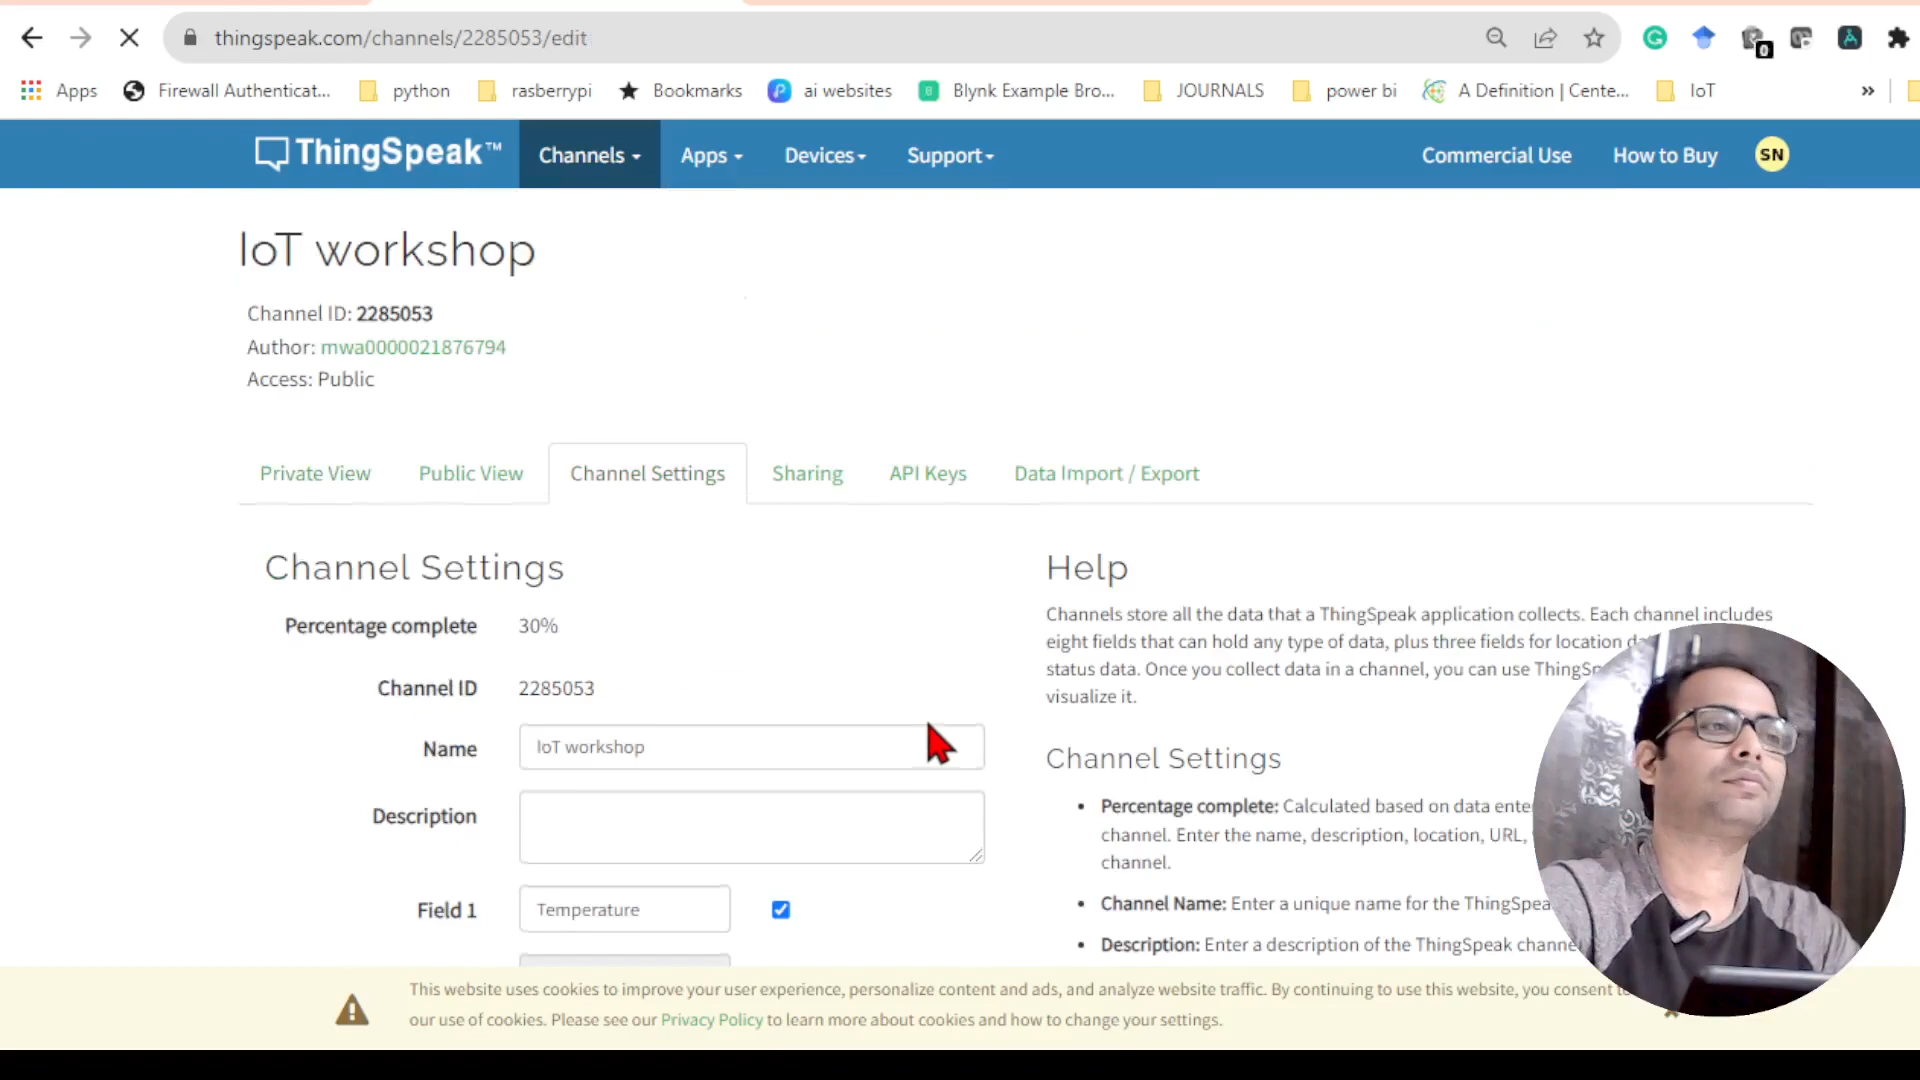 thingspeak.com/channels/2285053/edit
0
Apps
Firewall Authenticat...
python
rasberrypi
Bookmarks
ai websites
Blynk Example Bro...
JOURNALS
power bi
A Definition | Cente...
IoT
»
ThingSpeak™
Channels
Apps
Devices
Support
Commercial Use
How to Buy
SN
IoT workshop
Channel ID: 2285053
Author: mwa0000021876794
Access: Public
Private View
Public View
Channel Settings
Sharing
API Keys
Data Import / Export
Channel Settings
Percentage complete 30%
Channel ID 2285053
Name IoT workshop
Description
Field 1 Temperature
Help
Channels store all the data that a ThingSpeak application collects. Each channel includes
eight fields that can hold any type of data, plus three fields for location
status data. Once you collect data in a channel, you can use
visualize it.
Channel Settings
Percentage complete: Calculated based on data
channel. Enter the name, description, location, URL,
channel.
Channel Name: Enter a unique name for the
Description: Enter a description of the ThingSpeak
This website uses cookies to improve your user experience, personalize content and ads, and analyze website traffic. By continuing to use this website, you consent
our use of cookies. Please see our Privacy Policy to learn more about cookies and how to change your settings.